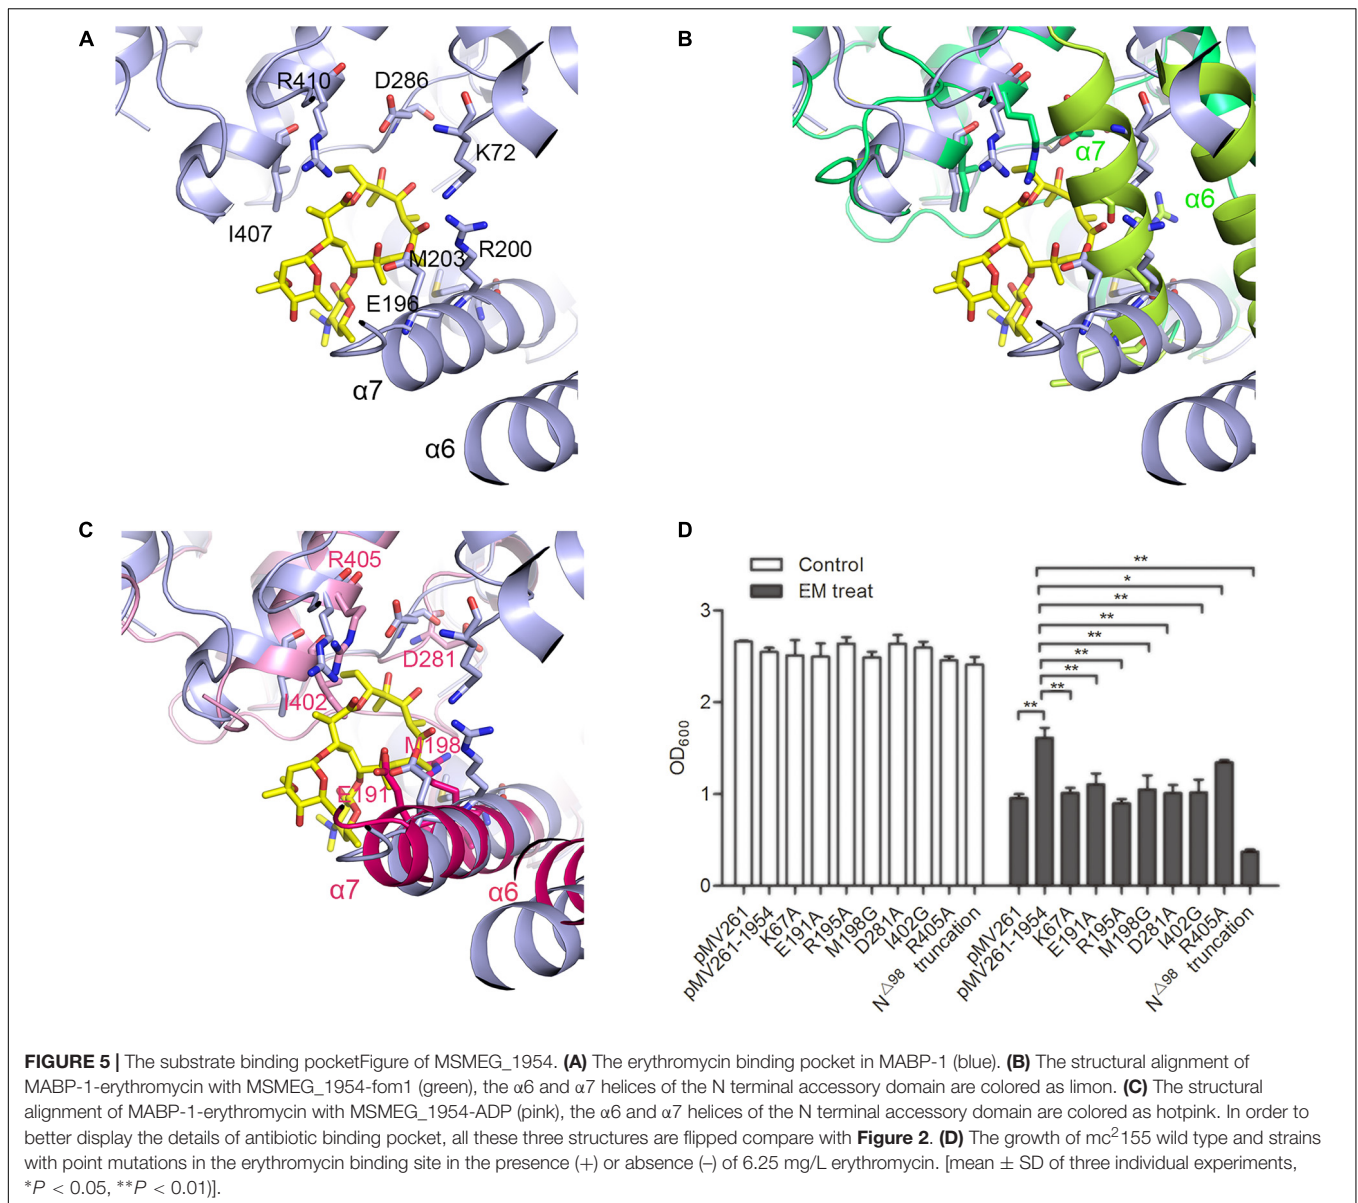 A
R410
D286
K72
I407
R200
M203
E196
α7
α6
B
α7
α6
C
R405
D281
I402
M198
E191
α7
α6
D
Control
EM treat
**
*
**
**
**
**
**
**
**
3
2
1
0
OD600
pMV261
pMV261-1954
K67A
E191A
R195A
M198G
D281A
I402G
R405A
N△98 truncation
pMV261
pMV261-1954
K67A
E191A
R195A
M198G
D281A
I402G
R405A
N△98 truncation
FIGURE 5 | The substrate binding pocketFigure of MSMEG_1954. (A) The erythromycin binding pocket in MABP-1 (blue). (B) The structural alignment of
MABP-1-erythromycin with MSMEG_1954-fom1 (green), the α6 and α7 helices of the N terminal accessory domain are colored as limon. (C) The structural
alignment of MABP-1-erythromycin with MSMEG_1954-ADP (pink), the α6 and α7 helices of the N terminal accessory domain are colored as hotpink. In order to
better display the details of antibiotic binding pocket, all these three structures are flipped compare with Figure 2. (D) The growth of mc²155 wild type and strains
with point mutations in the erythromycin binding site in the presence (+) or absence (–) of 6.25 mg/L erythromycin. [mean ± SD of three individual experiments,
*P < 0.05, **P < 0.01)].